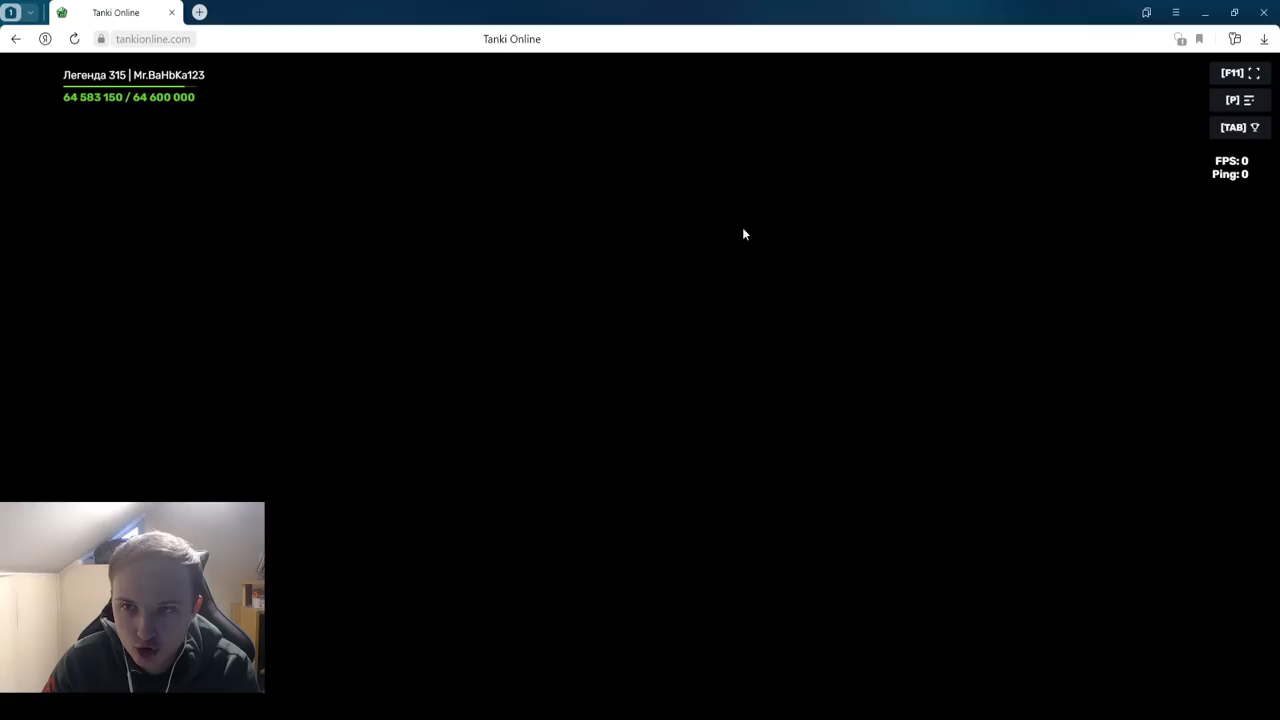 1
Tanki Online
tankionline.com
Tanki Online
Легенда 315 | Mr.BaHbKa123
64 583 150 / 64 600 000
[F11]
[P]
[TAB]
FPS: 0
Ping: 0